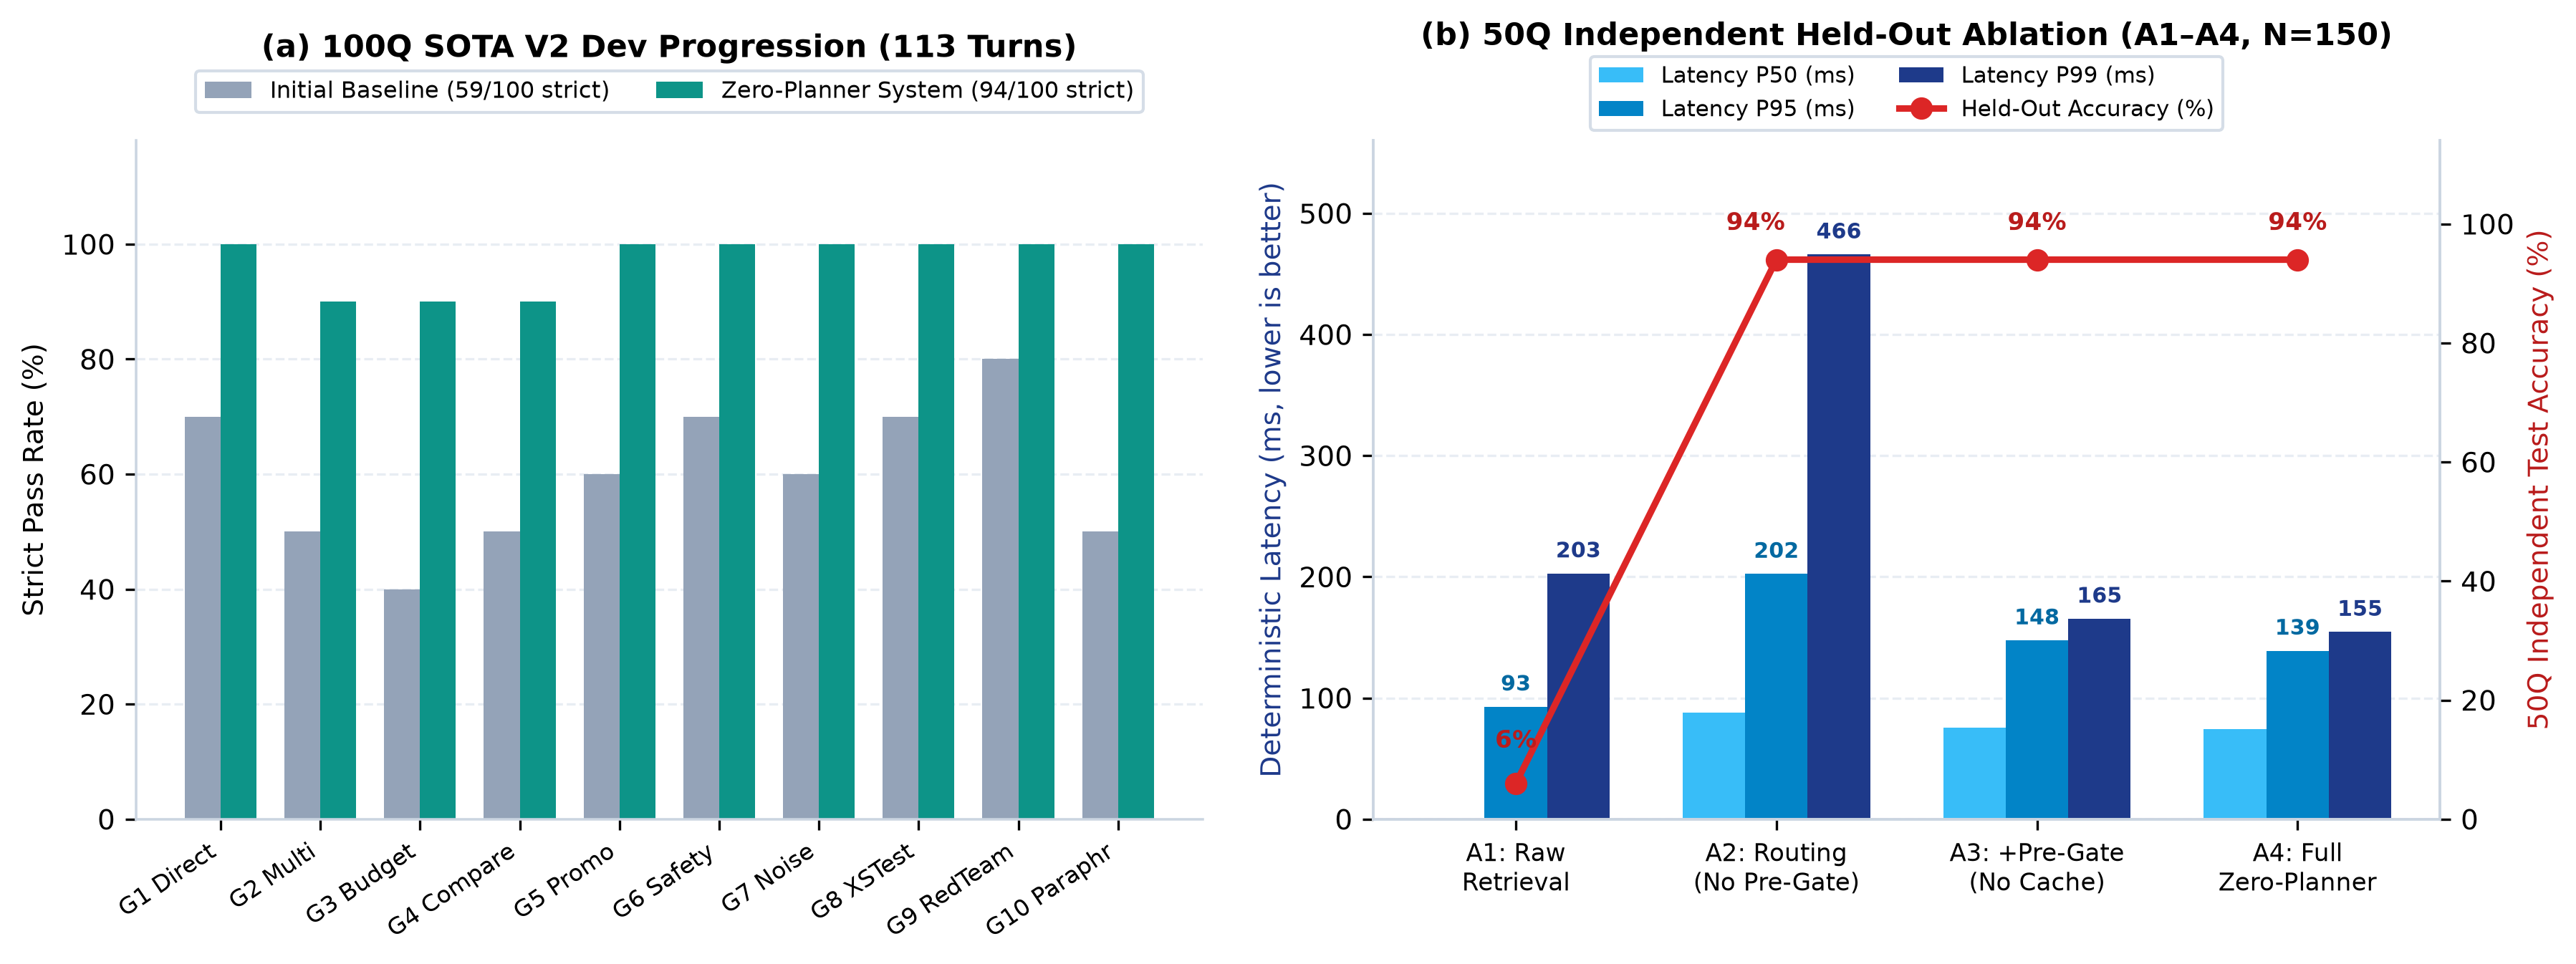 (a) 100Q SOTA V2 Dev Progression (113 Turns)
Initial Baseline (59/100 strict)
Zero-Planner System (94/100 strict)
Strict Pass Rate (%)
100
80
60
40
20
0
G1 Direct
G2 Multi
G3 Budget
G4 Compare
G5 Promo
G6 Safety
G7 Noise
G8 XSTest
G9 RedTeam
G10 Paraphr
(b) 50Q Independent Held-Out Ablation (A1–A4, N=150)
Latency P50 (ms)
Latency P95 (ms)
Latency P99 (ms)
Held-Out Accuracy (%)
Deterministic Latency (ms, lower is better)
500
400
300
200
100
0
93
6%
203
94%
202
466
94%
148
165
94%
139
155
A1: Raw
Retrieval
A2: Routing
(No Pre-Gate)
A3: +Pre-Gate
(No Cache)
A4: Full
Zero-Planner
100
80
60
40
20
0
50Q Independent Test Accuracy (%)